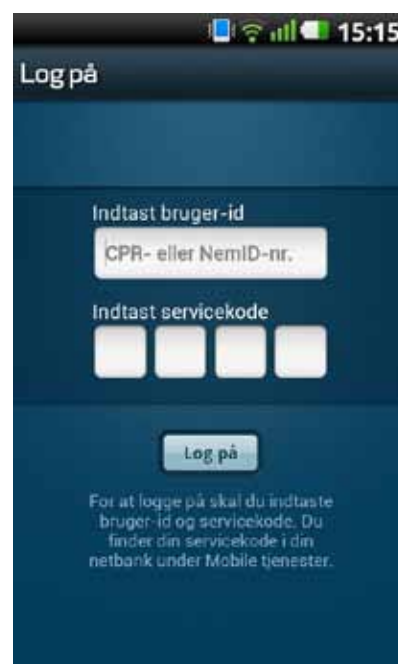 15:15
Log på
Indtast bruger-id
CPR- eller NemID-nr.
Indtast servicekode
Log på
For at logge på skal du indtaste
bruger-id og servicekode. Du
finder din servicekode i din
netbank under Mobile tjenester.